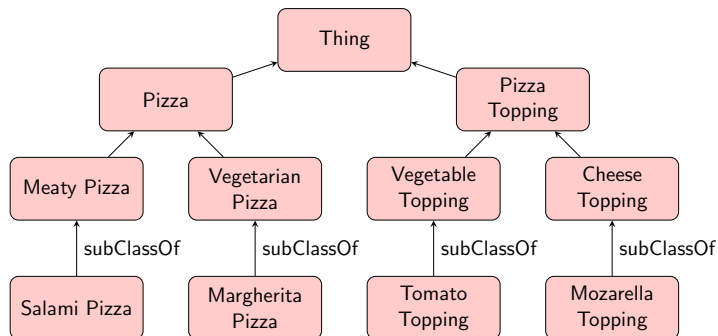 Thing
Pizza
Pizza
Topping
Meaty Pizza
Vegetarian
Pizza
Vegetable
Topping
Cheese
Topping
subClassOf
subClassOf
subClassOf
subClassOf
Salami Pizza
Margherita
Pizza
Tomato
Topping
Mozarella
Topping